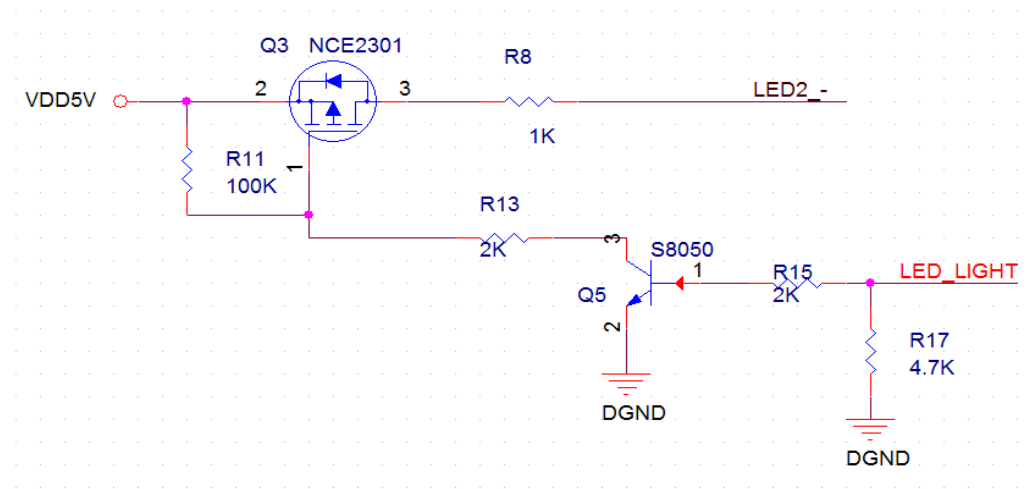 Q3 NCE2301
R8
VDD5V
2
3
LED2_-
1K
R11
100K
1
R13
2K
3
S8050
1
Q5
2
R15
2K
LED_LIGHT
R17
4.7K
DGND
DGND